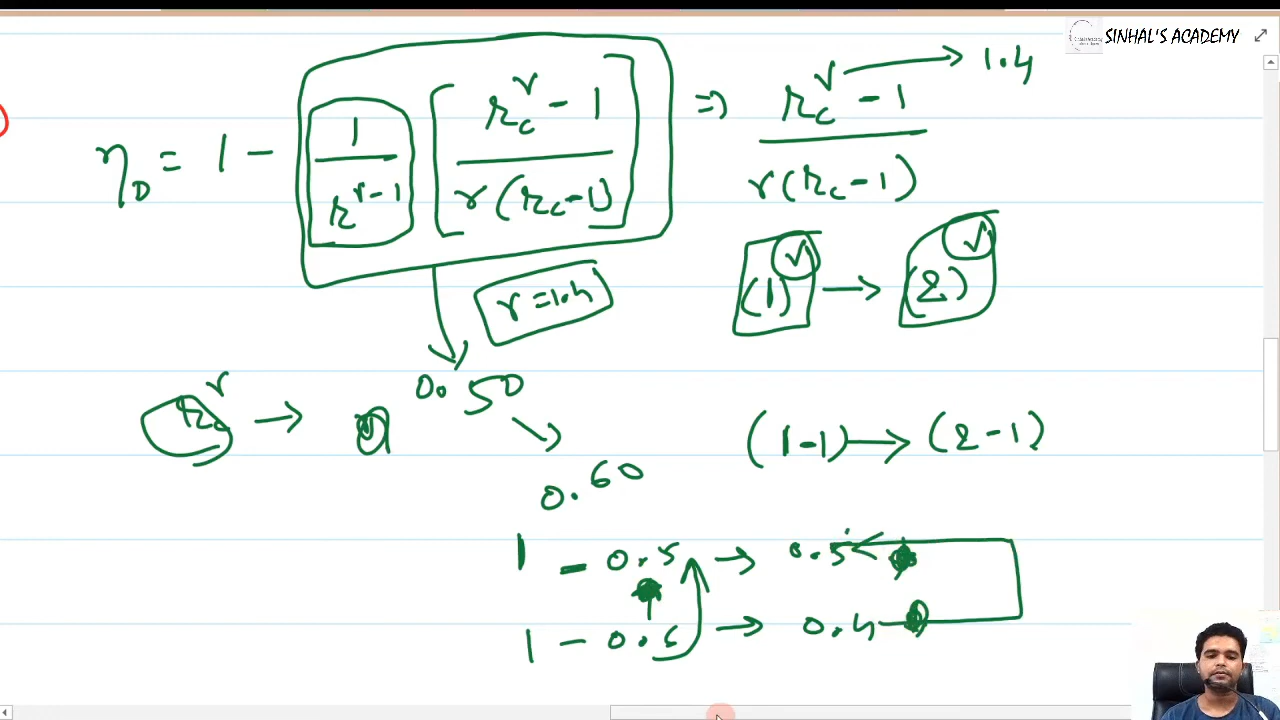 SINHAL'S ACADEMY
η_D = 1 - 1/r^(γ-1) [ (r_c^γ - 1) / γ(r_c-1) ] ⇒ (r_c^γ - 1) / γ(r_c-1) → 1.4
(1) ✓ → (2) ✓
γ = 1.4
0.50
r_c^γ →
(1-1) → (2-1)
0.60
1 - 0.5 → 0.5
1 - 0.6 → 0.4